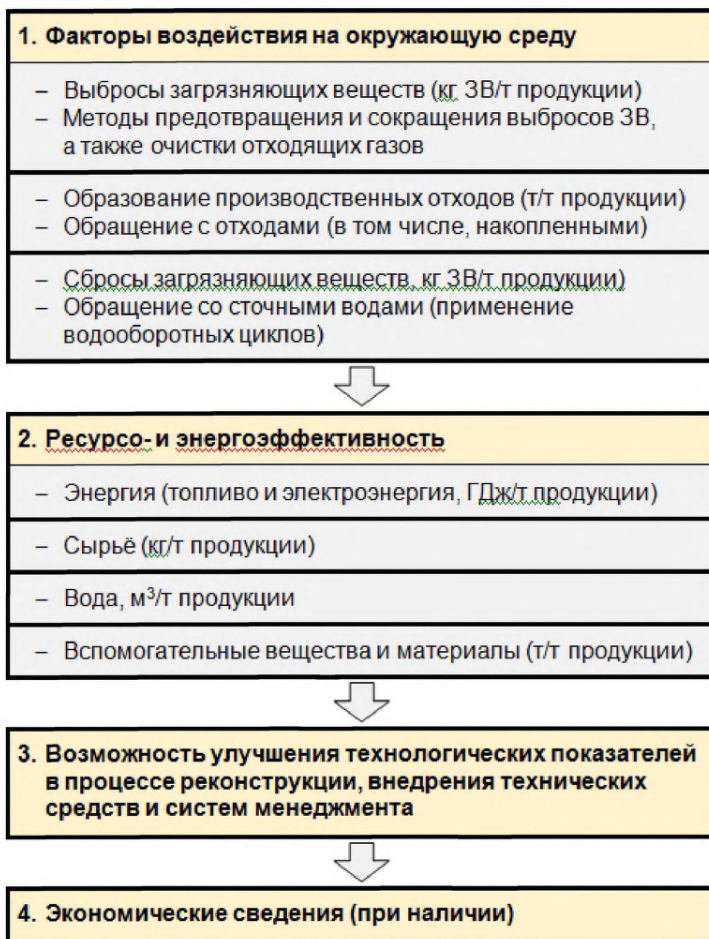 1. Факторы воздействия на окружающую среду
– Выбросы загрязняющих веществ (кг ЗВ/т продукции)
– Методы предотвращения и сокращения выбросов ЗВ,
а также очистки отходящих газов
– Образование производственных отходов (т/т продукции)
– Обращение с отходами (в том числе, накопленными)
– Сбросы загрязняющих веществ, кг ЗВ/т продукции)
– Обращение со сточными водами (применение
водооборотных циклов)
2. Ресурсо- и энергоэффективность
– Энергия (топливо и электроэнергия, ГДж/т продукции)
– Сырьё (кг/т продукции)
– Вода, м³/т продукции
– Вспомогательные вещества и материалы (т/т продукции)
3. Возможность улучшения технологических показателей
в процессе реконструкции, внедрения технических
средств и систем менеджмента
4. Экономические сведения (при наличии)